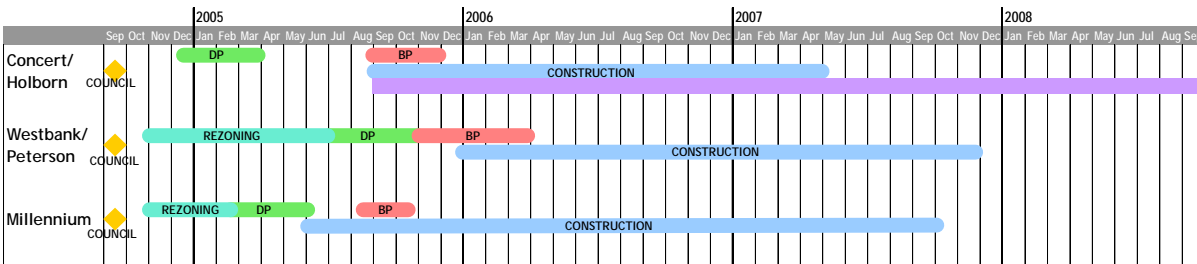 2005 2006 2007 2008
Sep Oct Nov Dec Jan Feb Mar Apr May Jun Jul Aug Sep Oct Nov Dec Jan Feb Mar Apr May Jun Jul Aug Sep Oct Nov Dec Jan Feb Mar Apr May Jun Jul Aug Sep Oct Nov Dec Jan Feb Mar Apr May Jun Jul Aug Se
Concert/
Holborn
COUNCIL
DP
BP
CONSTRUCTION
Westbank/
Peterson
COUNCIL
REZONING
DP
BP
CONSTRUCTION
Millennium
COUNCIL
REZONING
DP
BP
CONSTRUCTION